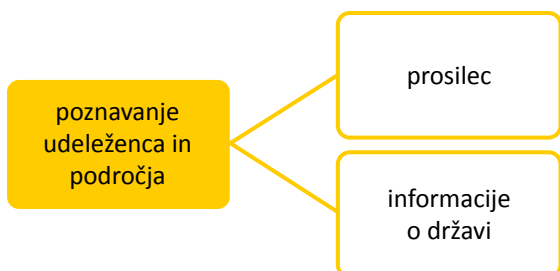 poznavanje
udeleženca in
področja
prosilec
informacije
o državi